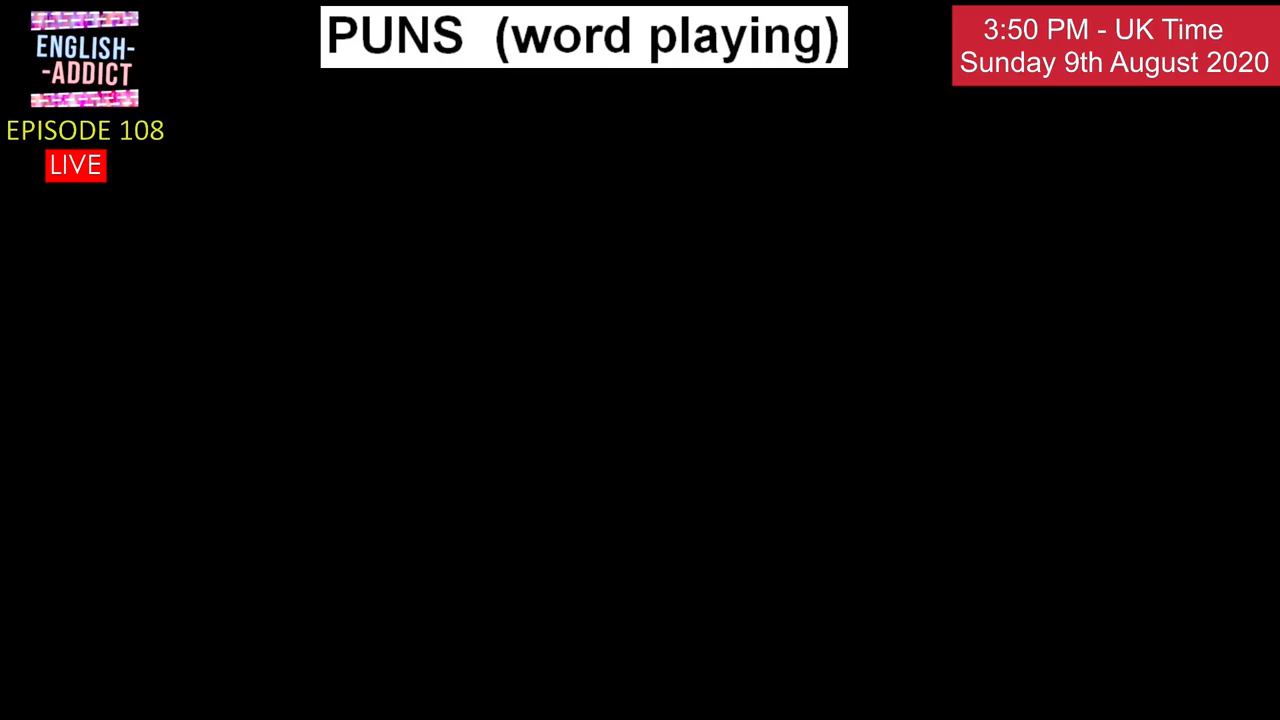 ENGLISH-
-ADDICT
EPISODE 108
LIVE
PUNS (word playing)
3:50 PM - UK Time
Sunday 9th August 2020